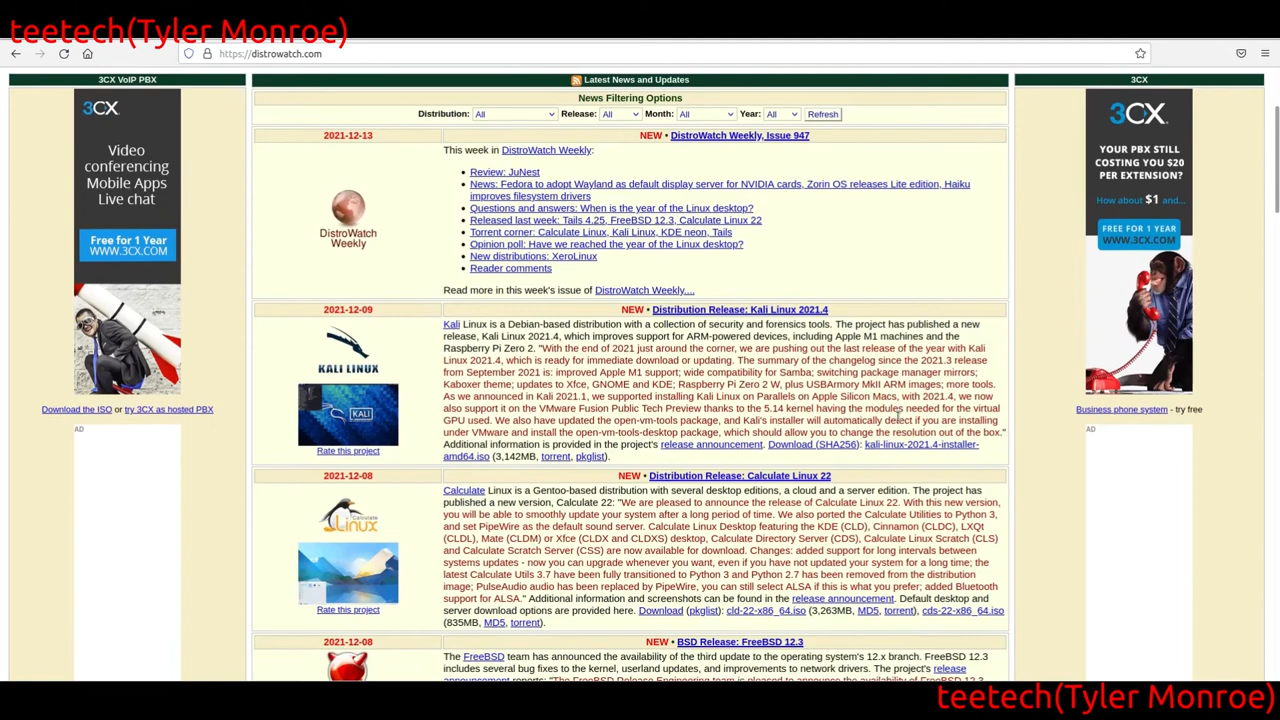 teetech(Tyler Monroe)
https://distrowatch.com
3CX VoIP PBX
3CX
Video
conferencing
Mobile Apps
Live chat
Free for 1 Year
WWW.3CX.COM
Download the ISO or try 3CX as hosted PBX
AD
Latest News and Updates
News Filtering Options
Distribution: All Release: All Month: All Year: All Refresh
2021-12-13
NEW • DistroWatch Weekly, Issue 947
DistroWatch
Weekly
This week in DistroWatch Weekly:
• Review: JuNest
• News: Fedora to adopt Wayland as default display server for NVIDIA cards, Zorin OS releases Lite edition, Haiku
improves filesystem drivers
• Questions and answers: When is the year of the Linux desktop?
• Released last week: Tails 4.25, FreeBSD 12.3, Calculate Linux 22
• Torrent corner: Calculate Linux, Kali Linux, KDE neon, Tails
• Opinion poll: Have we reached the year of the Linux desktop?
• New distributions: XeroLinux
• Reader comments
Read more in this week's issue of DistroWatch Weekly....
2021-12-09
NEW • Distribution Release: Kali Linux 2021.4
KALI LINUX
KALI
Rate this project
Kali Linux is a Debian-based distribution with a collection of security and forensics tools. The project has published a new
release, Kali Linux 2021.4, which improves support for ARM-powered devices, including Apple M1 machines and the
Raspberry Pi Zero 2. "With the end of 2021 just around the corner, we are pushing out the last release of the year with Kali
Linux 2021.4, which is ready for immediate download or updating. The summary of the changelog since the 2021.3 release
from September 2021 is: improved Apple M1 support; wide compatibility for Samba; switching package manager mirrors;
Kaboxer theme; updates to Xfce, GNOME and KDE; Raspberry Pi Zero 2 W, plus USBArmory MkII ARM images; more tools.
As we announced in Kali 2021.1, we supported installing Kali Linux on Parallels on Apple Silicon Macs, with 2021.4, we now
also support it on the VMware Fusion Public Tech Preview thanks to the 5.14 kernel having the modules needed for the virtual
GPU used. We also have updated the open-vm-tools package, and Kali's installer will automatically detect if you are installing
under VMware and install the open-vm-tools-desktop package, which should allow you to change the resolution out of the box."
Additional information is provided in the project's release announcement. Download (SHA256): kali-linux-2021.4-installer-
amd64.iso (3,142MB, torrent, pkglist).
2021-12-08
NEW • Distribution Release: Calculate Linux 22
Calculate
Linux
Rate this project
Calculate Linux is a Gentoo-based distribution with several desktop editions, a cloud and a server edition. The project has
published a new version, Calculate 22: "We are pleased to announce the release of Calculate Linux 22. With this new version,
you will be able to smoothly update your system after a long period of time. We also ported the Calculate Utilities to Python 3,
and set PipeWire as the default sound server. Calculate Linux Desktop featuring the KDE (CLD), Cinnamon (CLDC), LXQt
(CLDL), Mate (CLDM) or Xfce (CLDX and CLDXS) desktop, Calculate Directory Server (CDS), Calculate Linux Scratch (CLS)
and Calculate Scratch Server (CSS) are now available for download. Changes: added support for long intervals between
systems updates - now you can upgrade whenever you want, even if you have not updated your system for a long time; the
latest Calculate Utils 3.7 have been fully transitioned to Python 3 and Python 2.7 has been removed from the distribution
image; PulseAudio audio has been replaced by PipeWire, you can still select ALSA if this is what you prefer; added Bluetooth
support for ALSA." Additional information and screenshots can be found in the release announcement. Default desktop and
server download options are provided here. Download (pkglist): cld-22-x86_64.iso (3,263MB, MD5, torrent), cds-22-x86_64.iso
(835MB, MD5, torrent).
2021-12-08
NEW • BSD Release: FreeBSD 12.3
The FreeBSD team has announced the availability of the third update to the operating system's 12.x branch. FreeBSD 12.3
includes several bug fixes to the kernel, userland updates, and improvements to network drivers. The project's release
announcement reports: "The FreeBSD Release Engineering team is pleased to announce the availability of FreeBSD 12.3
3CX
YOUR PBX STILL
COSTING YOU $20
PER EXTENSION?
How about $1 and...
FREE FOR 1 YEAR
WWW.3CX.COM
Business phone system - try free
AD
teetech(Tyler Monroe)